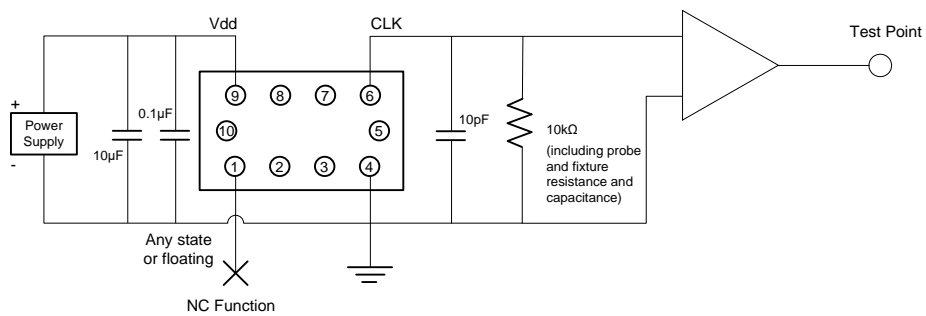 Vdd
CLK
Test Point
+
Power
Supply
-
10µF
0.1µF
9
8
7
6
10
5
1
2
3
4
10pF
10kΩ
(including probe
and fixture
resistance and
capacitance)
Any state
or floating
NC Function